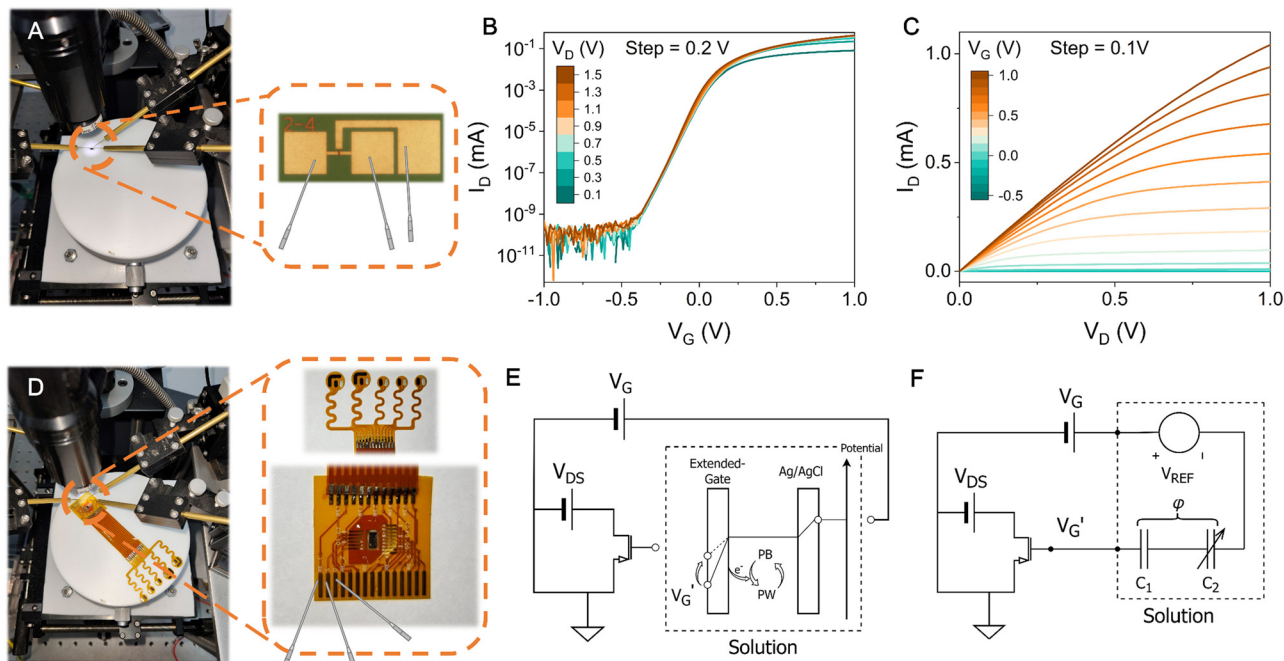 A
2-4
B
V_D (V)
Step = 0.2 V
1.5
1.3
1.1
0.9
0.7
0.5
0.3
0.1
I_D (mA)
10⁻¹
10⁻³
10⁻⁵
10⁻⁷
10⁻⁹
10⁻¹¹
-1.0
-0.5
0.0
0.5
1.0
V_G (V)
C
V_G (V)
Step = 0.1V
1.0
0.5
0.0
-0.5
I_D (mA)
1.0
0.5
0.0
0.0
0.5
1.0
V_D (V)
D
E
V_G
V_DS
Extended-
Gate
Ag/AgCl
Potential
e⁻
PB
PW
V_G'
Solution
F
V_G
V_DS
+
-
V_REF
V_G'
φ
C₁
C₂
Solution